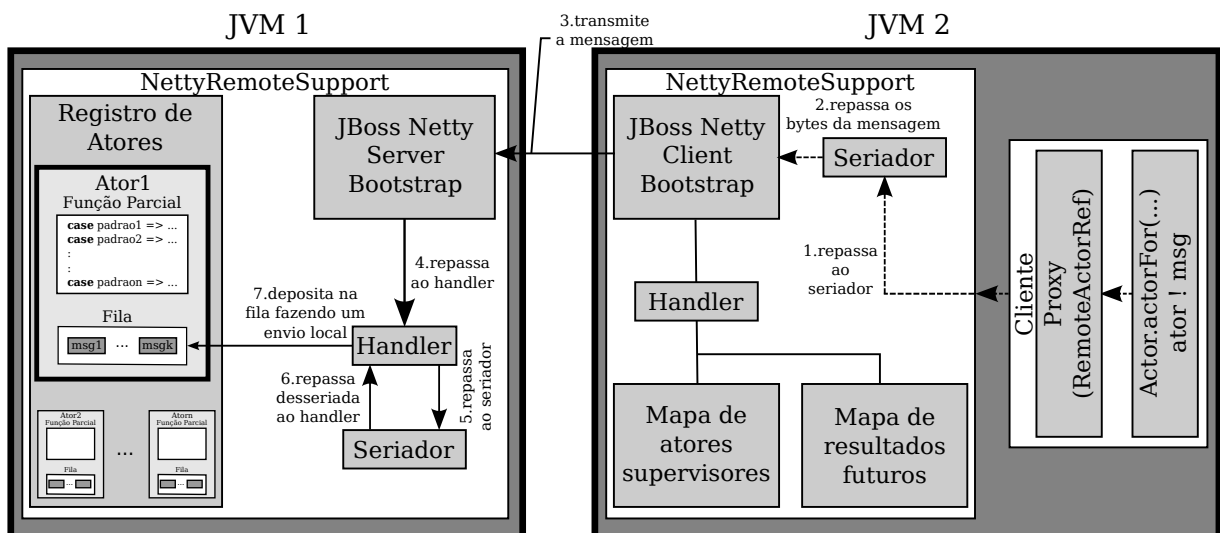 JVM 1
NettyRemoteSupport
Registro de
Atores
Ator1
Função Parcial
case padrao1 => ...
case padrao2 => ...
:
:
case padraon => ...
Fila
msg1 ... msgk
Ator2
Função Parcial
Fila
...
...
Atorn
Função Parcial
Fila
...
JBoss Netty
Server
Bootstrap
4.repassa
ao handler
7.deposita na
fila fazendo um
envio local
Handler
6.repassa
desseriada
ao handler
5.repassa
ao seriador
Seriador
3.transmite
a mensagem
JVM 2
NettyRemoteSupport
JBoss Netty
Client
Bootstrap
2.repassa os
bytes da mensagem
Seriador
1.repassa
ao
seriador
Handler
Mapa de
atores
supervisores
Mapa de
resultados
futuros
Cliente
Proxy
(RemoteActorRef)
Actor.actorFor(...)
ator ! msg